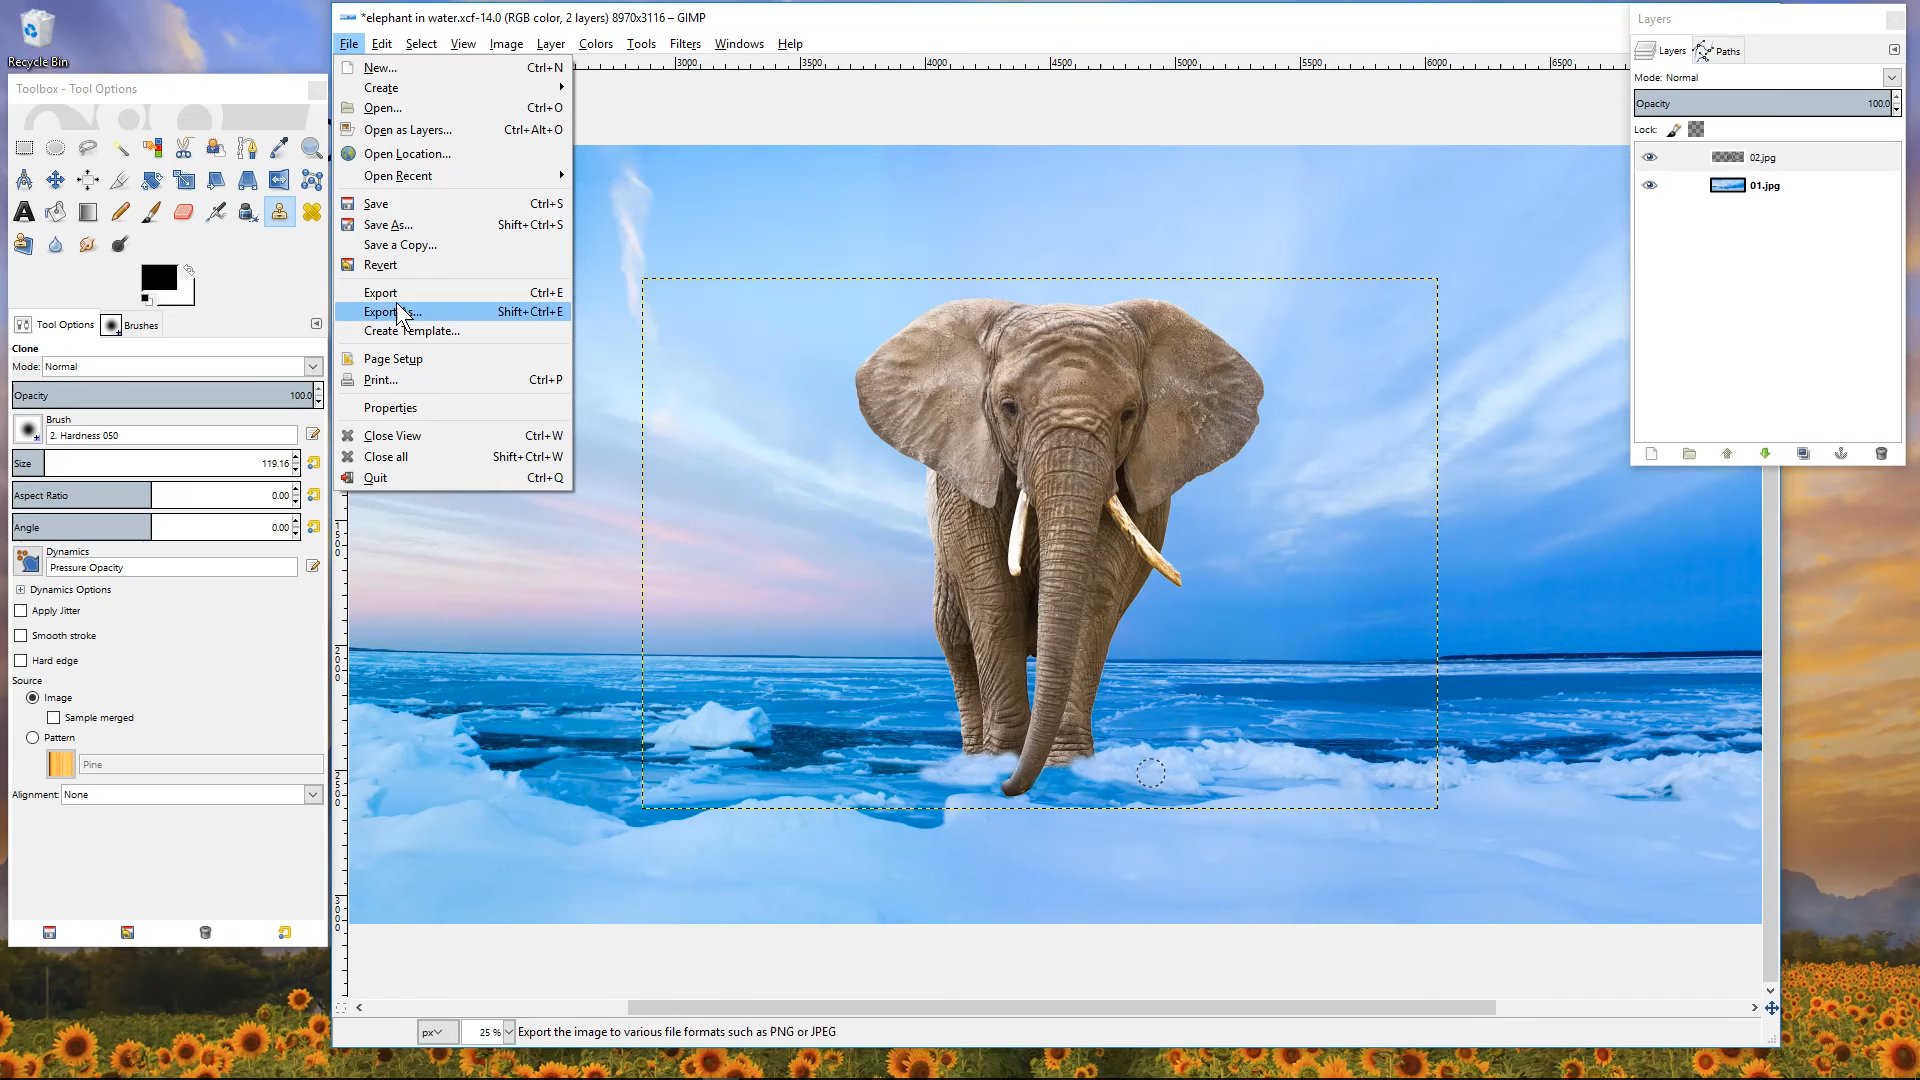 Recycle Bin
*elephant in water.xcf-14.0 (RGB color, 2 layers) 8970x3116 – GIMP
File Edit Select View Image Layer Colors Tools Filters Windows Help
New... Ctrl+N
Create
Open... Ctrl+O
Open as Layers... Ctrl+Alt+O
Open Location...
Open Recent
Save Ctrl+S
Save As... Shift+Ctrl+S
Save a Copy...
Revert
Export Ctrl+E
Export As... Shift+Ctrl+E
Create Template...
Page Setup
Print... Ctrl+P
Properties
Close View Ctrl+W
Close all Shift+Ctrl+W
Quit Ctrl+Q
3000 3500 4000 4500 5000 5500 6000 6500
1500
2000
2500
3000
Toolbox - Tool Options
Tool Options Brushes
Clone
Mode: Normal
Opacity 100.0
Brush
2. Hardness 050
Size 119.16
Aspect Ratio 0.00
Angle 0.00
Dynamics
Pressure Opacity
Dynamics Options
Apply Jitter
Smooth stroke
Hard edge
Source
Image
Sample merged
Pattern
Pine
Alignment: None
px 25 % Export the image to various file formats such as PNG or JPEG
Layers
Layers Paths
Mode: Normal
Opacity 100.0
Lock:
02.jpg
01.jpg